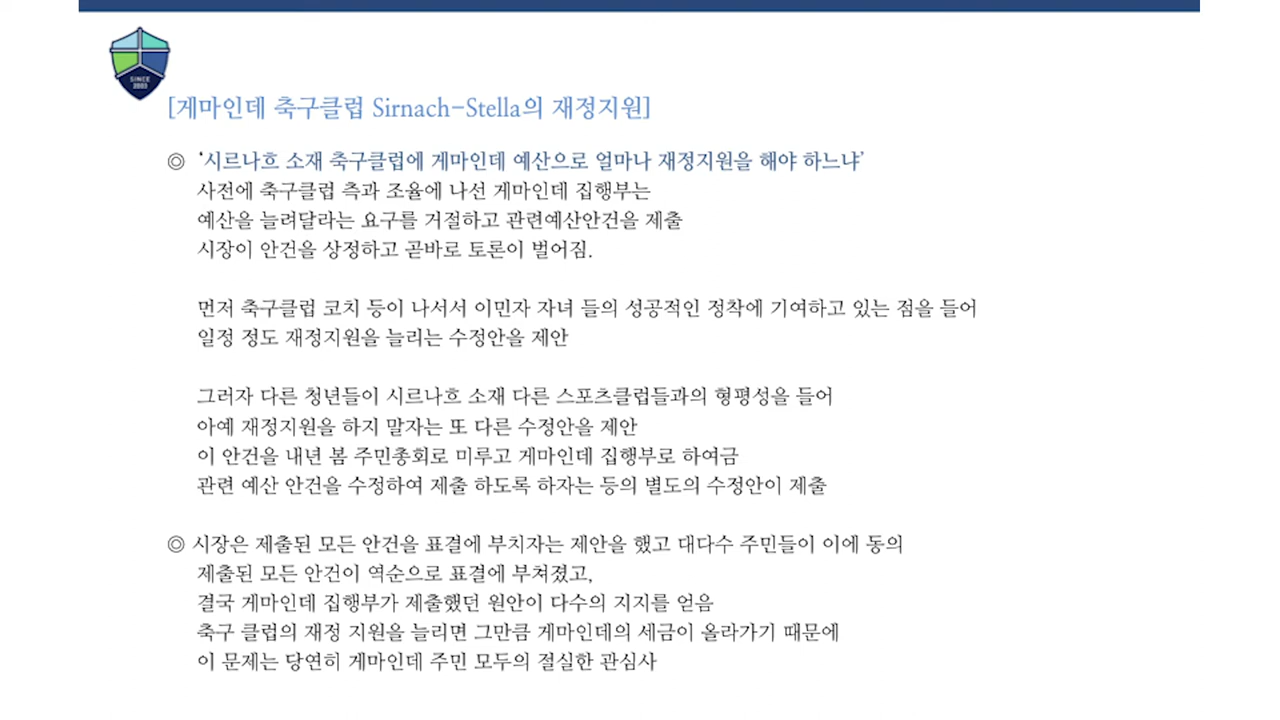 SINCE
2003
[게마인데 축구클럽 Sirnach-Stella의 재정지원]
◎ ‘시르나흐 소재 축구클럽에 게마인데 예산으로 얼마나 재정지원을 해야 하느냐’
사전에 축구클럽 측과 조율에 나선 게마인데 집행부는
예산을 늘려달라는 요구를 거절하고 관련예산안건을 제출
시장이 안건을 상정하고 곧바로 토론이 벌어짐.
먼저 축구클럽 코치 등이 나서서 이민자 자녀 들의 성공적인 정착에 기여하고 있는 점을 들어
일정 정도 재정지원을 늘리는 수정안을 제안
그러자 다른 청년들이 시르나흐 소재 다른 스포츠클럽들과의 형평성을 들어
아예 재정지원을 하지 말자는 또 다른 수정안을 제안
이 안건을 내년 봄 주민총회로 미루고 게마인데 집행부로 하여금
관련 예산 안건을 수정하여 제출 하도록 하자는 등의 별도의 수정안이 제출
◎ 시장은 제출된 모든 안건을 표결에 부치자는 제안을 했고 대다수 주민들이 이에 동의
제출된 모든 안건이 역순으로 표결에 부쳐졌고,
결국 게마인데 집행부가 제출했던 원안이 다수의 지지를 얻음
축구 클럽의 재정 지원을 늘리면 그만큼 게마인데의 세금이 올라가기 때문에
이 문제는 당연히 게마인데 주민 모두의 절실한 관심사